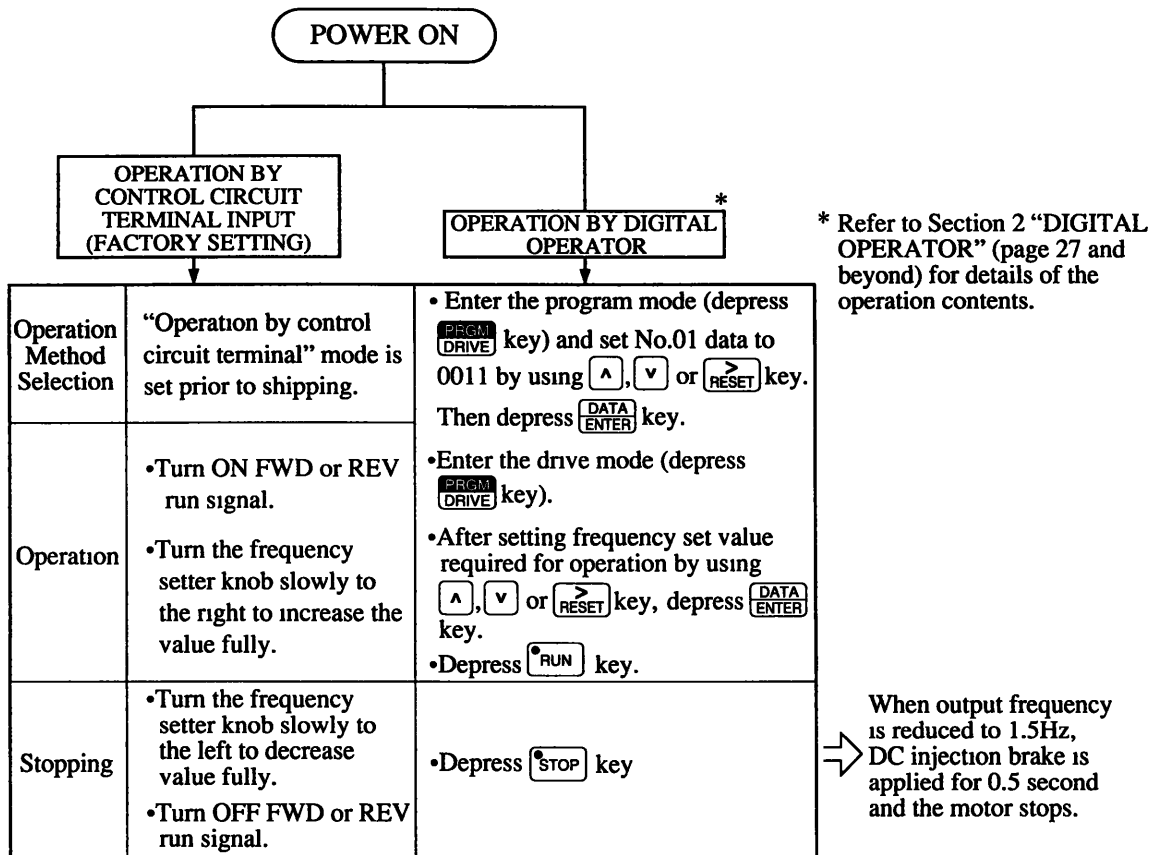 POWER ON
OPERATION BY
CONTROL CIRCUIT
TERMINAL INPUT
(FACTORY SETTING)
*
OPERATION BY DIGITAL
OPERATOR
* Refer to Section 2 “DIGITAL
OPERATOR” (page 27 and
beyond) for details of the
operation contents.
Operation
Method
Selection
“Operation by control
circuit terminal” mode is
set prior to shipping.
• Enter the program mode (depress
PRGM DRIVE key) and set No.01 data to
0011 by using ∧, ∨ or > RESET key.
Then depress DATA ENTER key.
Operation
•Turn ON FWD or REV
run signal.
•Turn the frequency
setter knob slowly to
the right to increase the
value fully.
•Enter the drive mode (depress
PRGM DRIVE key).
•After setting frequency set value
required for operation by using
∧, ∨ or > RESET key, depress DATA ENTER
key.
•Depress RUN key.
Stopping
•Turn the frequency
setter knob slowly to
the left to decrease
value fully.
•Turn OFF FWD or REV
run signal.
•Depress STOP key
When output frequency
is reduced to 1.5Hz,
DC injection brake is
applied for 0.5 second
and the motor stops.